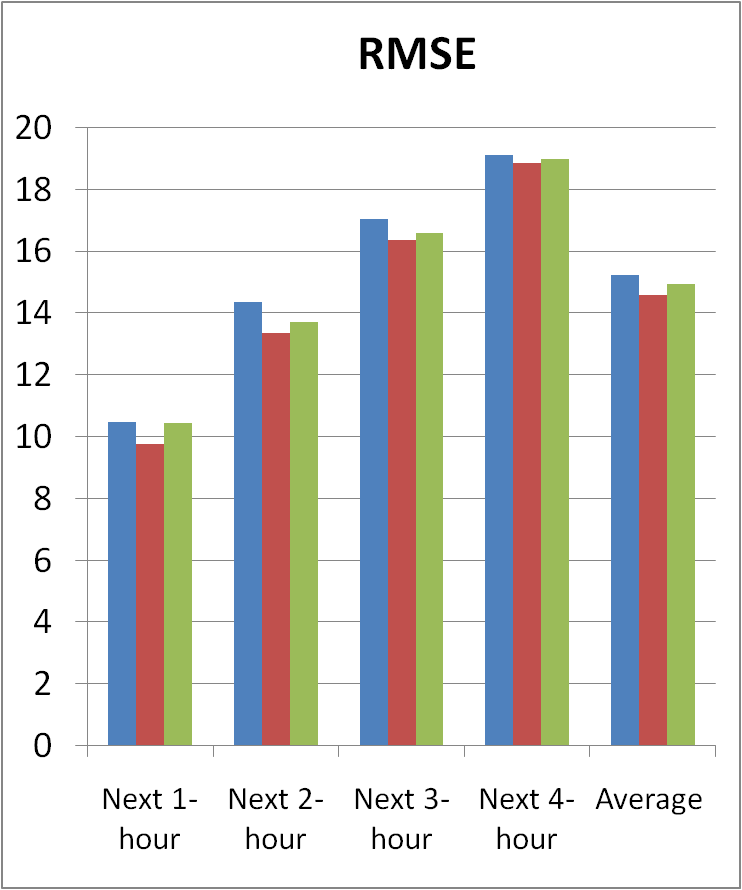 RMSE
20
18
16
14
12
10
8
6
4
2
0
Next 1-
hour
Next 2-
hour
Next 3-
hour
Next 4-
hour
Average